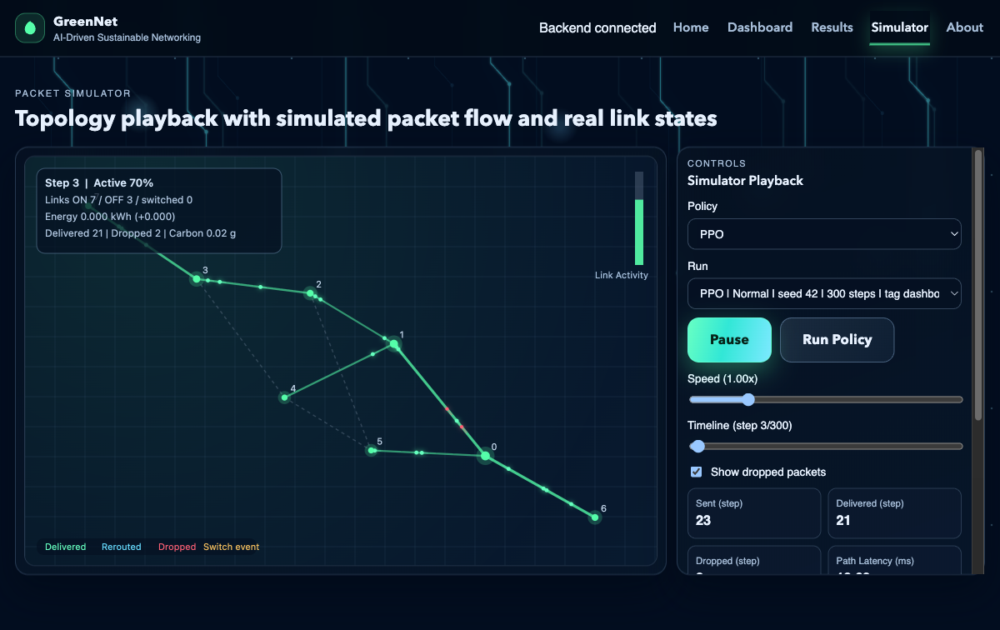 GreenNet
AI-Driven Sustainable Networking
Backend connected
Home
Dashboard
Results
Simulator
About
PACKET SIMULATOR
Topology playback with simulated packet flow and real link states
Step 3 | Active 70%
Links ON 7 / OFF 3 / switched 0
Energy 0.000 kWh (+0.000)
Delivered 21 | Dropped 2 | Carbon 0.02 g
7
Link Activity
3
2
1
4
5
0
6
Delivered
Rerouted
Dropped
Switch event
CONTROLS
Simulator Playback
Policy
PPO
Run
PPO | Normal | seed 42 | 300 steps | tag dashbo
Pause
Run Policy
Speed (1.00x)
Timeline (step 3/300)
Show dropped packets
Sent (step)
23
Delivered (step)
21
Dropped (step)
Path Latency (ms)